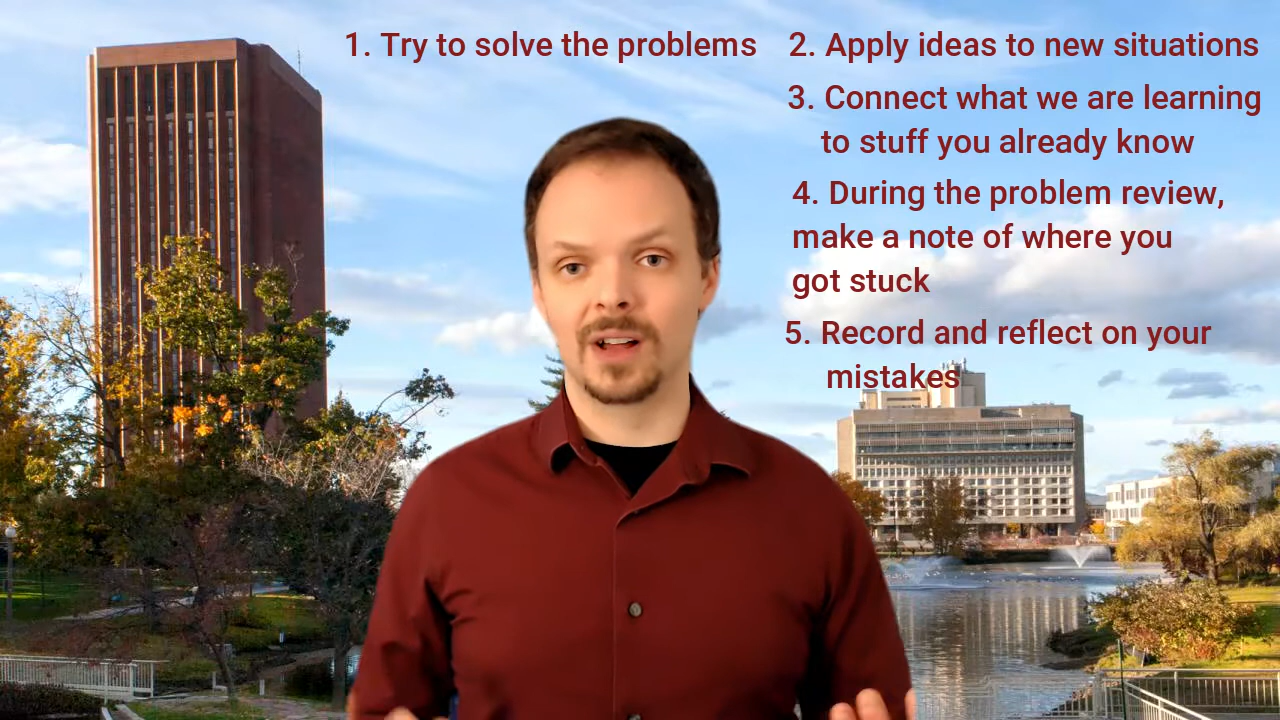 1. Try to solve the problems
2. Apply ideas to new situations
3. Connect what we are learning
to stuff you already know
4. During the problem review,
make a note of where you
got stuck
5. Record and reflect on your
mistakes